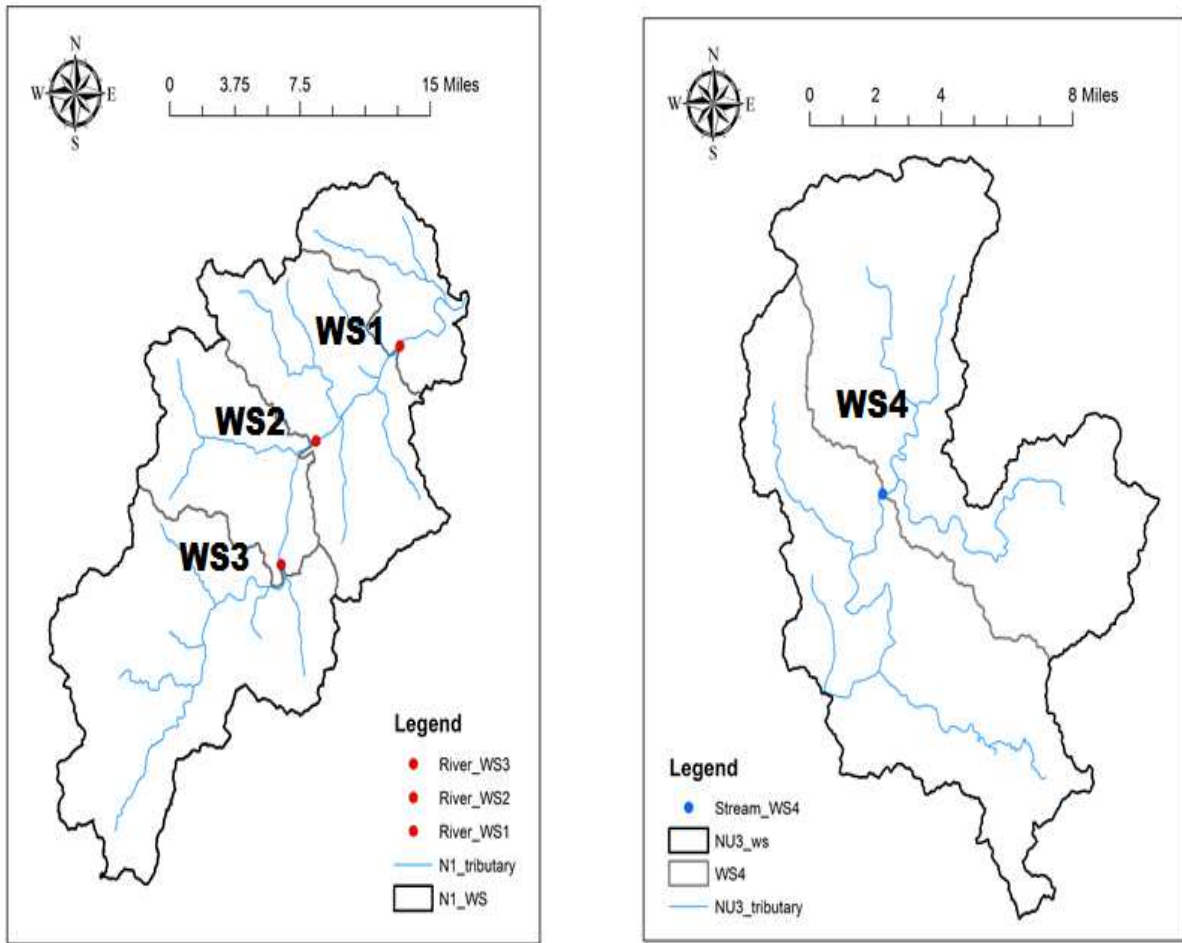 N
W E
S
0 3.75 7.5 15 Miles
WS1
WS2
WS3
Legend
River_WS3
River_WS2
River_WS1
N1_tributary
N1_WS
N
W E
S
0 2 4 8 Miles
WS4
Legend
Stream_WS4
NU3_ws
WS4
NU3_tributary